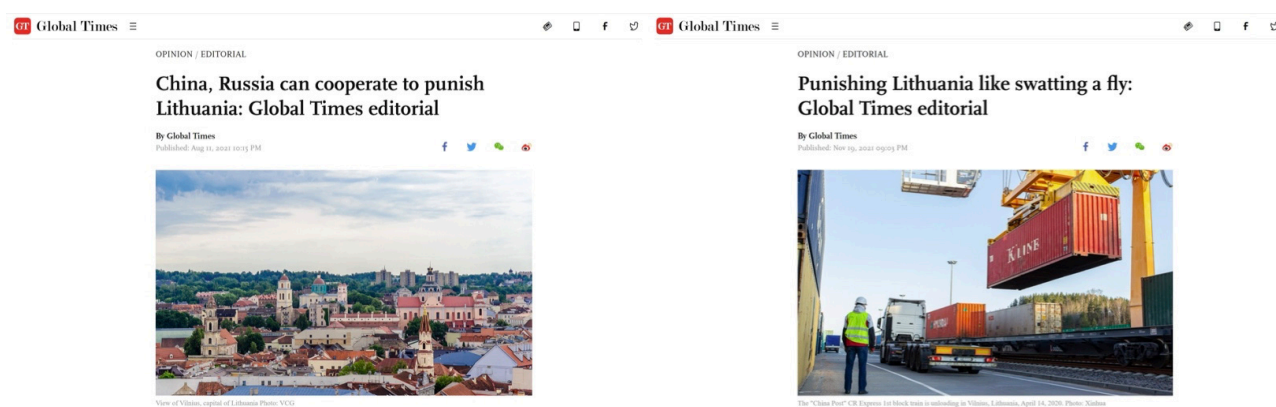 GT Global Times
OPINION / EDITORIAL
China, Russia can cooperate to punish
Lithuania: Global Times editorial
By Global Times
Published: Aug 11, 2021 10:15 PM
View of Vilnius, capital of Lithuania Photo: VCG
GT Global Times
OPINION / EDITORIAL
Punishing Lithuania like swatting a fly:
Global Times editorial
By Global Times
Published: Nov 19, 2021 09:03 PM
K LINE
The "China Post" CR Express 1st block train is unloading in Vilnius, Lithuania, April 14, 2020. Photo: Xinhua